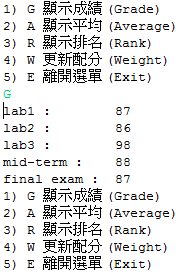 1) G 顯示成績 (Grade)
2) A 顯示平均 (Average)
3) R 顯示排名 (Rank)
4) W 更新配分 (Weight)
5) E 離開選單 (Exit)
G
lab1 : 87
lab2 : 86
lab3 : 98
mid-term : 88
final exam : 87
1) G 顯示成績 (Grade)
2) A 顯示平均 (Average)
3) R 顯示排名 (Rank)
4) W 更新配分 (Weight)
5) E 離開選單 (Exit)